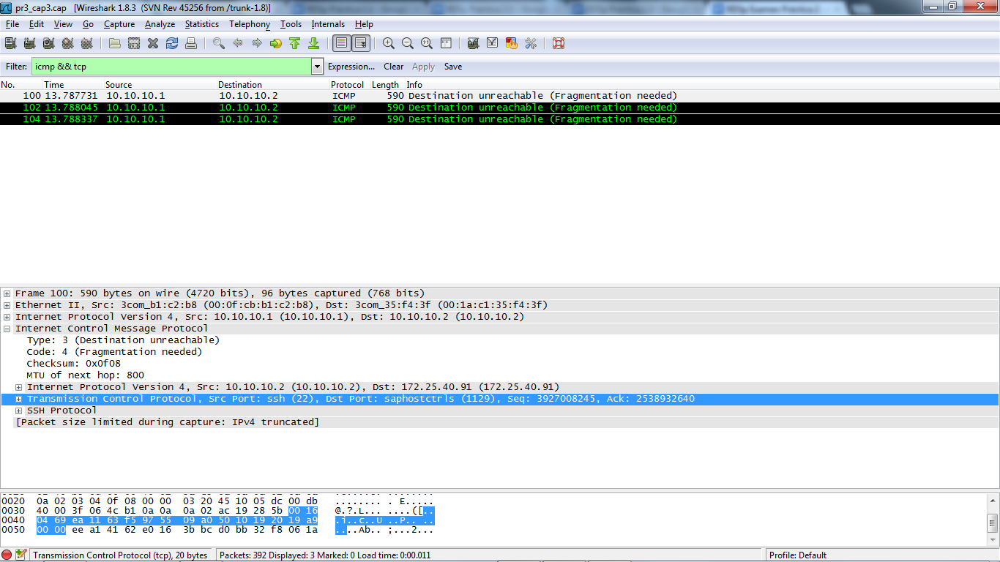 pr3_cap3.cap [Wireshark 1.8.3 (SVN Rev 45256 from /trunk-1.8)]
File Edit View Go Capture Analyze Statistics Telephony Tools Internals Help
Filter: icmp && tcp Expression... Clear Apply Save
No. Time Source Destination Protocol Length Info
100 13.787731 10.10.10.1 10.10.10.2 ICMP 590 Destination unreachable (Fragmentation needed)
102 13.788045 10.10.10.1 10.10.10.2 ICMP 590 Destination unreachable (Fragmentation needed)
104 13.788337 10.10.10.1 10.10.10.2 ICMP 590 Destination unreachable (Fragmentation needed)
Frame 100: 590 bytes on wire (4720 bits), 96 bytes captured (768 bits)
Ethernet II, Src: 3com_b1:c2:b8 (00:0f:cb:b1:c2:b8), Dst: 3com_35:f4:3f (00:1a:c1:35:f4:3f)
Internet Protocol Version 4, Src: 10.10.10.1 (10.10.10.1), Dst: 10.10.10.2 (10.10.10.2)
Internet Control Message Protocol
Type: 3 (Destination unreachable)
Code: 4 (Fragmentation needed)
Checksum: 0x0f08
MTU of next hop: 800
Internet Protocol Version 4, Src: 10.10.10.2 (10.10.10.2), Dst: 172.25.40.91 (172.25.40.91)
Transmission Control Protocol, Src Port: ssh (22), Dst Port: saphostctrls (1129), Seq: 3927008245, Ack: 2538932640
SSH Protocol
[Packet size limited during capture: IPv4 truncated]
0020 0a 02 03 04 0f 08 00 00 03 20 45 10 05 dc 00 db ........ . E.....
0030 40 00 3f 06 4c b1 0a 0a 0a 02 ac 19 28 5b 00 16 @.?.L... ....([..
0040 04 69 ea 11 63 f5 97 55 09 a0 50 10 19 20 19 a9 .i..c..U ..P.. ..
0050 00 00 ee a1 41 62 e0 16 3b bc d0 bb 32 f8 06 1a ....Ab.. ;...2...
Transmission Control Protocol (tcp), 20 bytes Packets: 392 Displayed: 3 Marked: 0 Load time: 0:00.011 Profile: Default